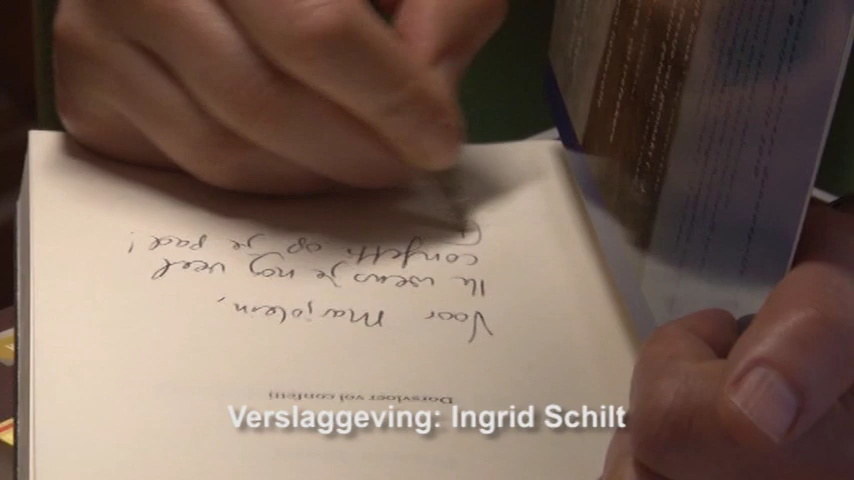 Dorsvloer vol confetti
Voor Marjolein,
Ik wens je nog veel
confetti op je pad!
Verslaggeving: Ingrid Schilt